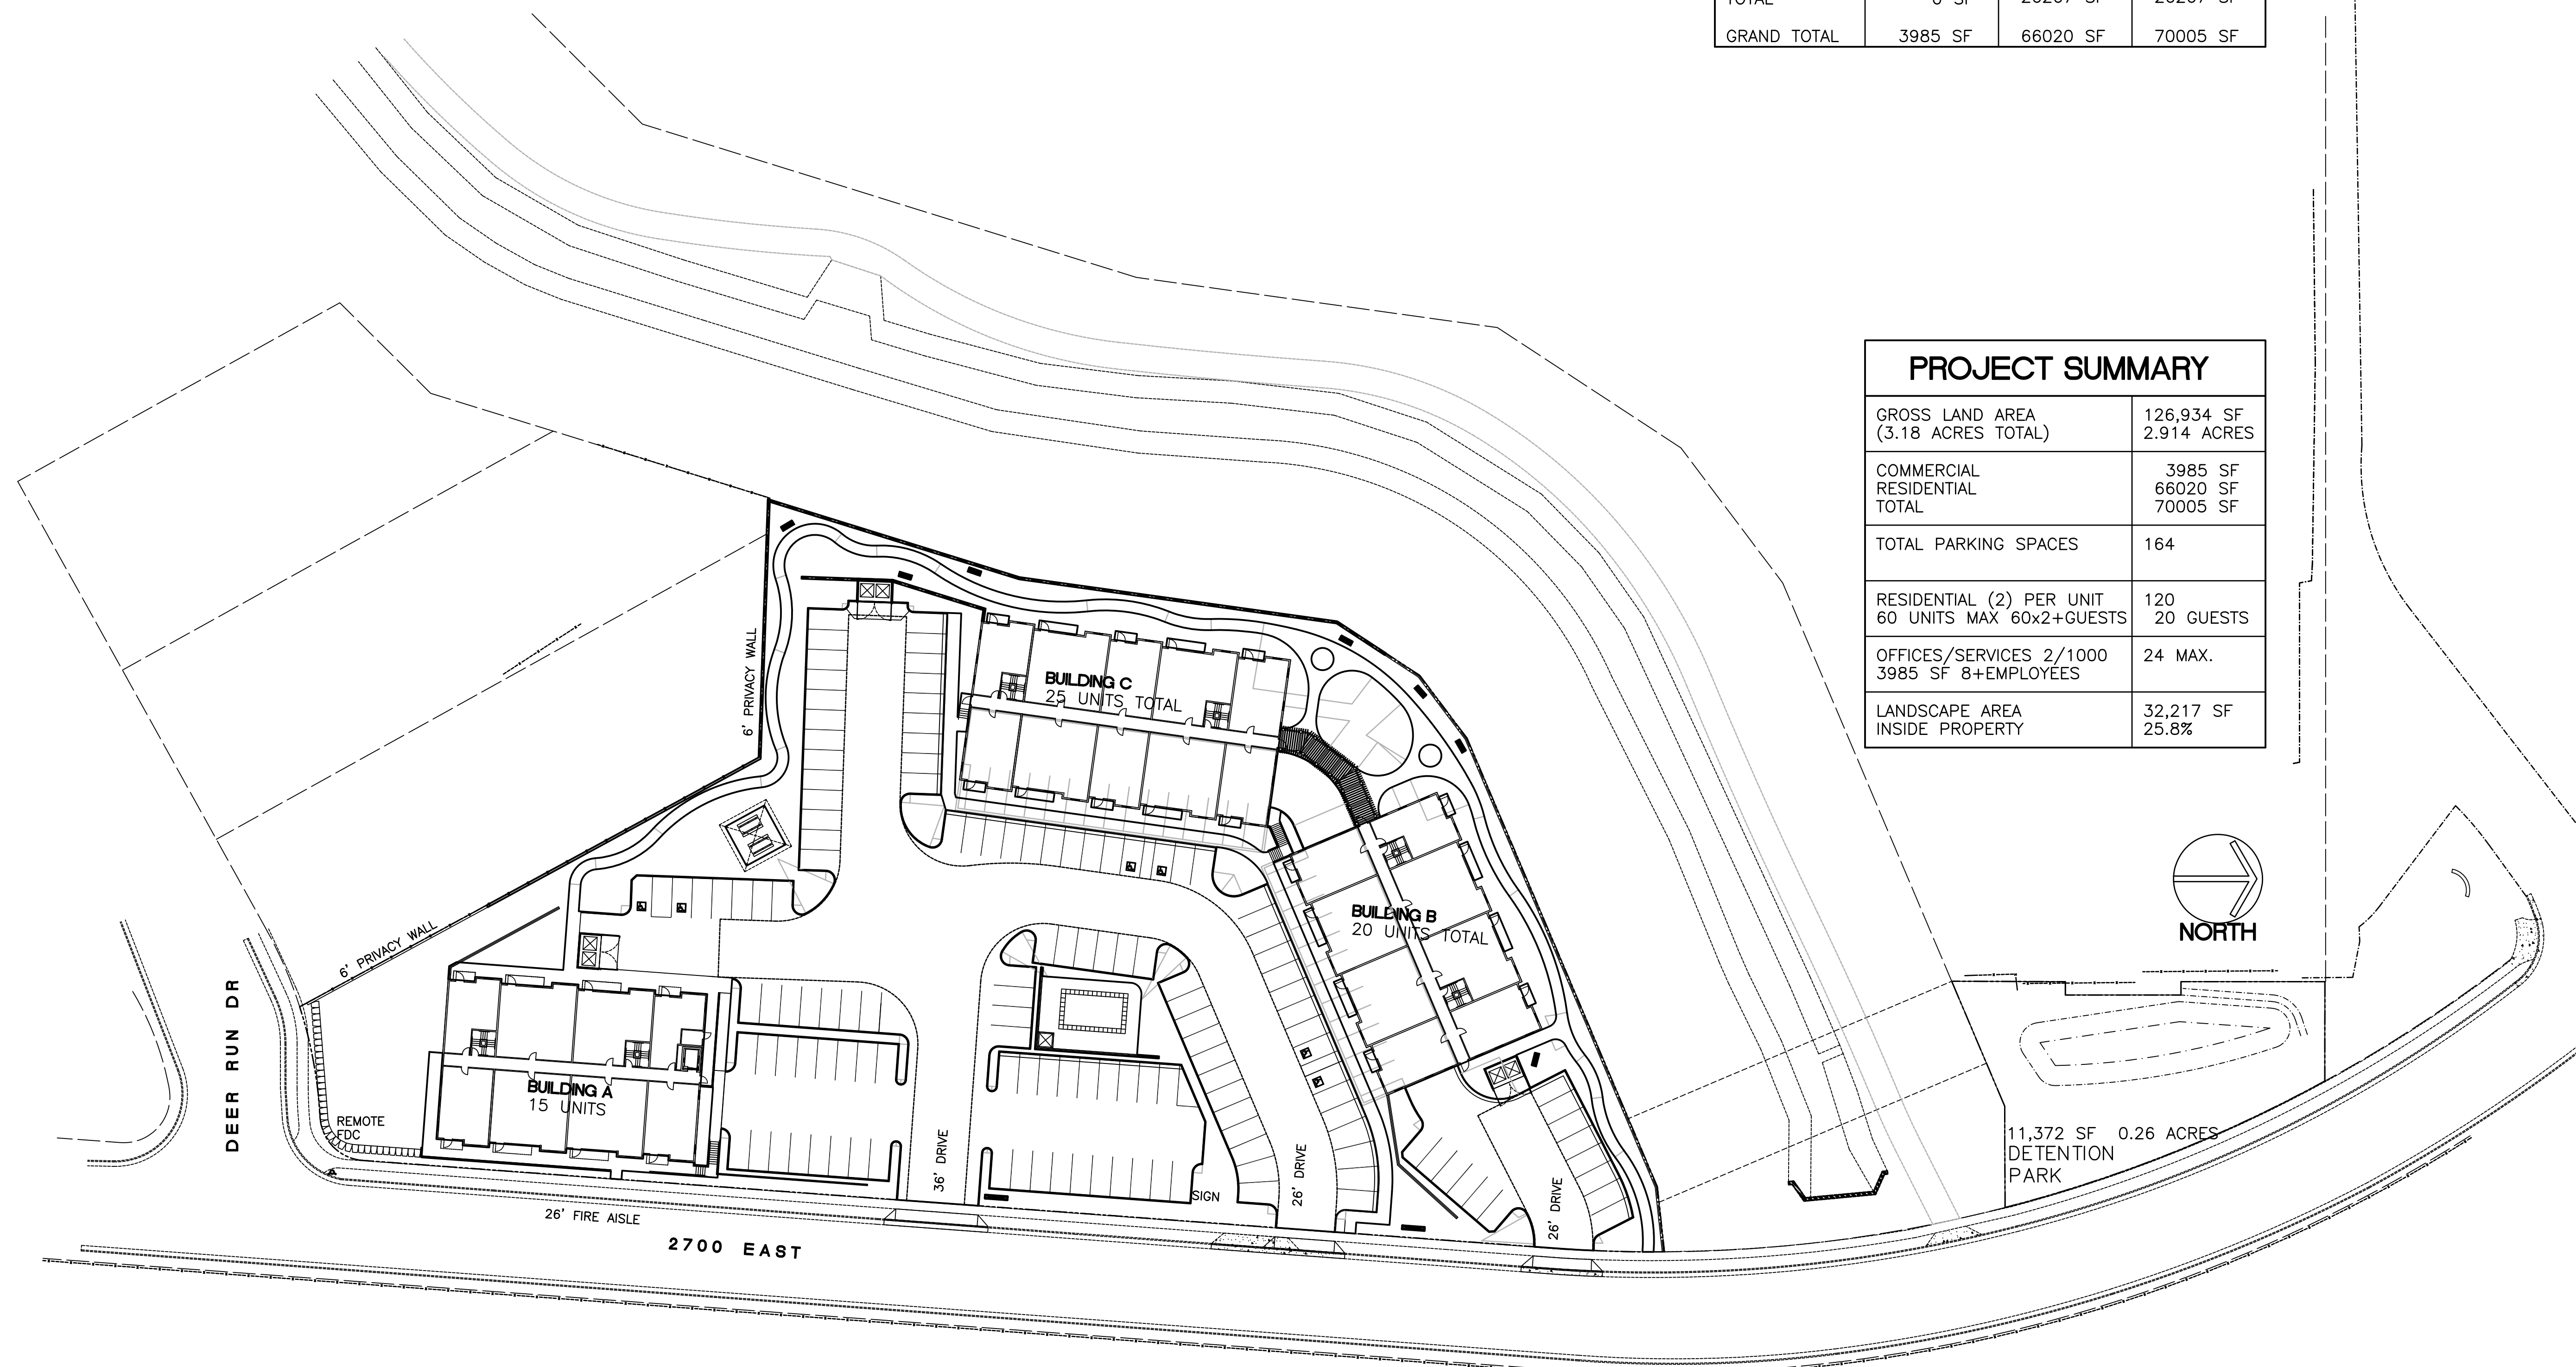 GRAND TOTAL 3985 SF 66020 SF 70005 SF
PROJECT SUMMARY
GROSS LAND AREA 126,934 SF
(3.18 ACRES TOTAL) 2.914 ACRES
COMMERCIAL 3985 SF
RESIDENTIAL 66020 SF
TOTAL 70005 SF
TOTAL PARKING SPACES 164
RESIDENTIAL (2) PER UNIT 120
60 UNITS MAX 60x2+GUESTS 20 GUESTS
OFFICES/SERVICES 2/1000 24 MAX.
3985 SF 8+EMPLOYEES
LANDSCAPE AREA 32,217 SF
INSIDE PROPERTY 25.8%
6' PRIVACY WALL
BUILDING C
25 UNITS TOTAL
BUILDING B
20 UNITS TOTAL
NORTH
6' PRIVACY WALL
DEER RUN DR
BUILDING A
15 UNITS
REMOTE
FDC
36' DRIVE
SIGN
26' DRIVE
26' DRIVE
11,372 SF 0.26 ACRES
DETENTION
PARK
26' FIRE AISLE
2700 EAST